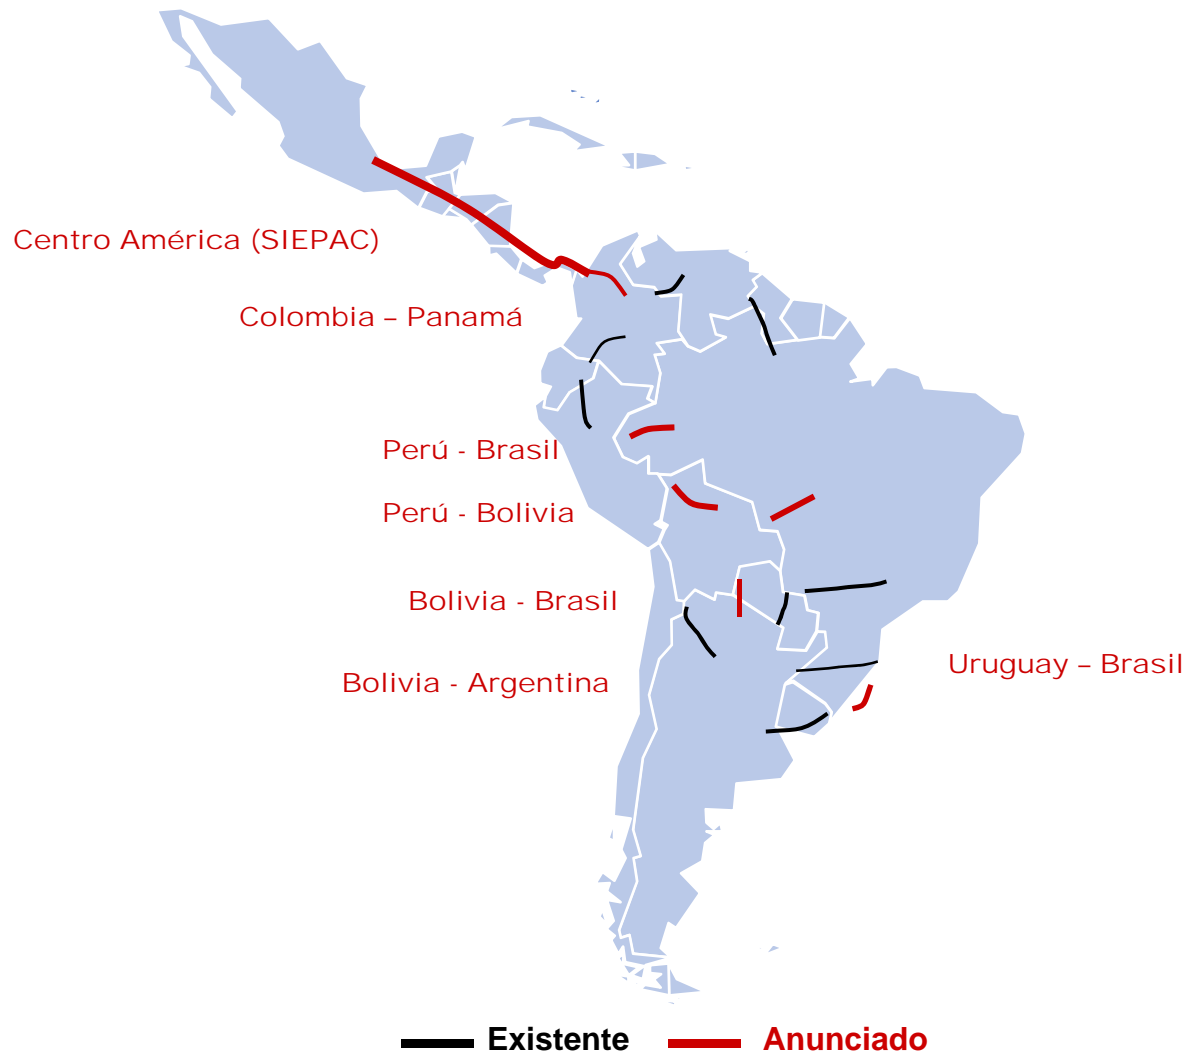 Centro América (SIEPAC)
Colombia – Panamá
Perú - Brasil
Perú - Bolivia
Bolivia - Brasil
Uruguay – Brasil
Bolivia - Argentina
Existente
Anunciado